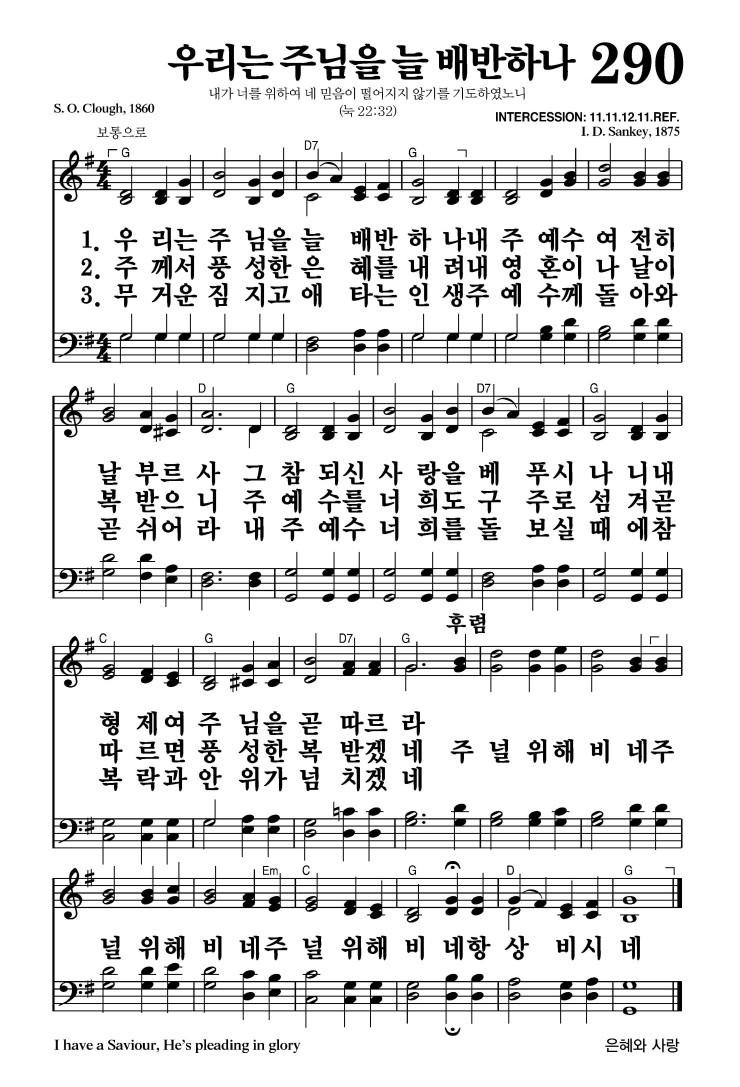 우리는 주님을 늘 배반하나 290
내가 너를 위하여 네 믿음이 떨어지지 않기를 기도하였노니
(눅 22:32)
S. O. Clough, 1860
INTERCESSION: 11.11.12.11.REF.
I. D. Sankey, 1875
보통으로
G D7 G
4 4
1. 우 리는 주 님을 늘 배반 하 나내 주 예수 여 전히
2. 주 께서 풍 성한 은 혜를 내 려내 영 혼이 나 날이
3. 무 거운 짐 지고 애 타는 인 생주 예 수께 돌 아와
4 4
D G D7 G
날 부르 사 그 참 되신 사 랑을 베 푸시 나 니내
복 받으 니 주 예 수를 너 희도 구 주로 섬 겨곧
곧 쉬어 라 내 주 예수 너 희를 돌 보실 때 에참
후렴
C G D7 G
형 제여 주 님을 곧 따르 라
따 르면 풍 성한 복 받겠 네 주 널 위해 비 네주
복 락과 안 위가 넘 치겠 네
Em C G D G
널 위해 비 네주 널 위해 비 네항 상 비시 네
I have a Saviour, He's pleading in glory
은혜와 사랑